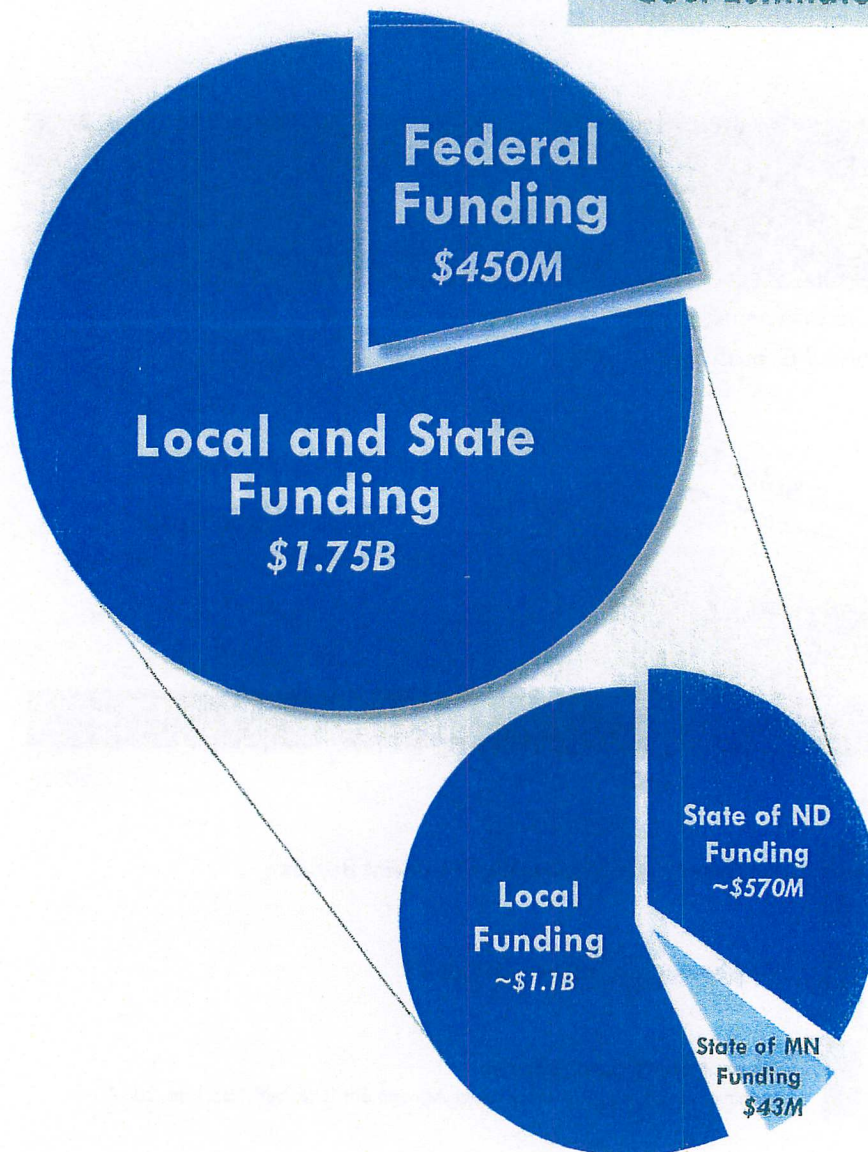 Federal
Funding
$450M
Local and State
Funding
$1.75B
State of ND
Funding
~$570M
Local
Funding
~$1.1B
State of MN
Funding
$43M